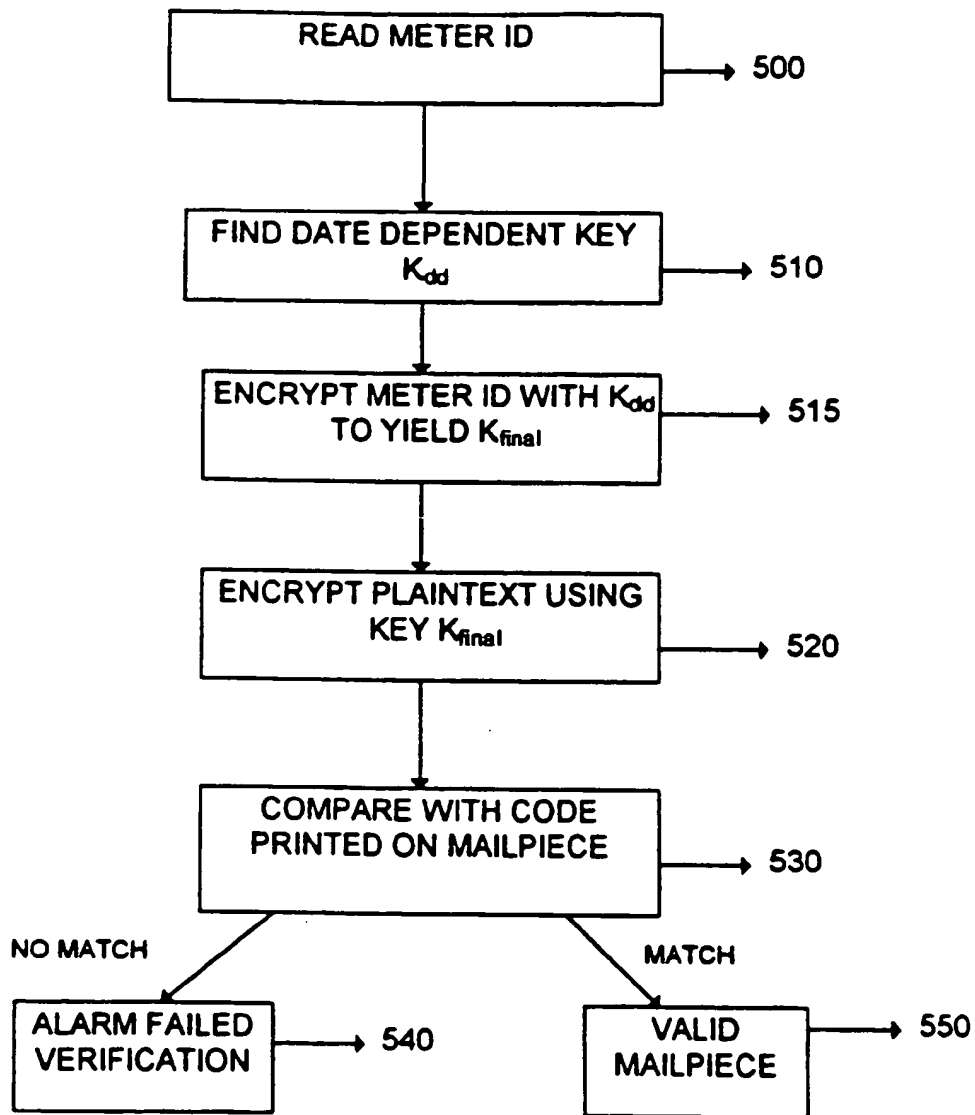 READ METER ID
500
FIND DATE DEPENDENT KEY
Kdd
510
ENCRYPT METER ID WITH Kdd
TO YIELD Kfinal
515
ENCRYPT PLAINTEXT USING
KEY Kfinal
520
COMPARE WITH CODE
PRINTED ON MAILPIECE
530
NO MATCH
MATCH
ALARM FAILED
VERIFICATION
540
VALID
MAILPIECE
550